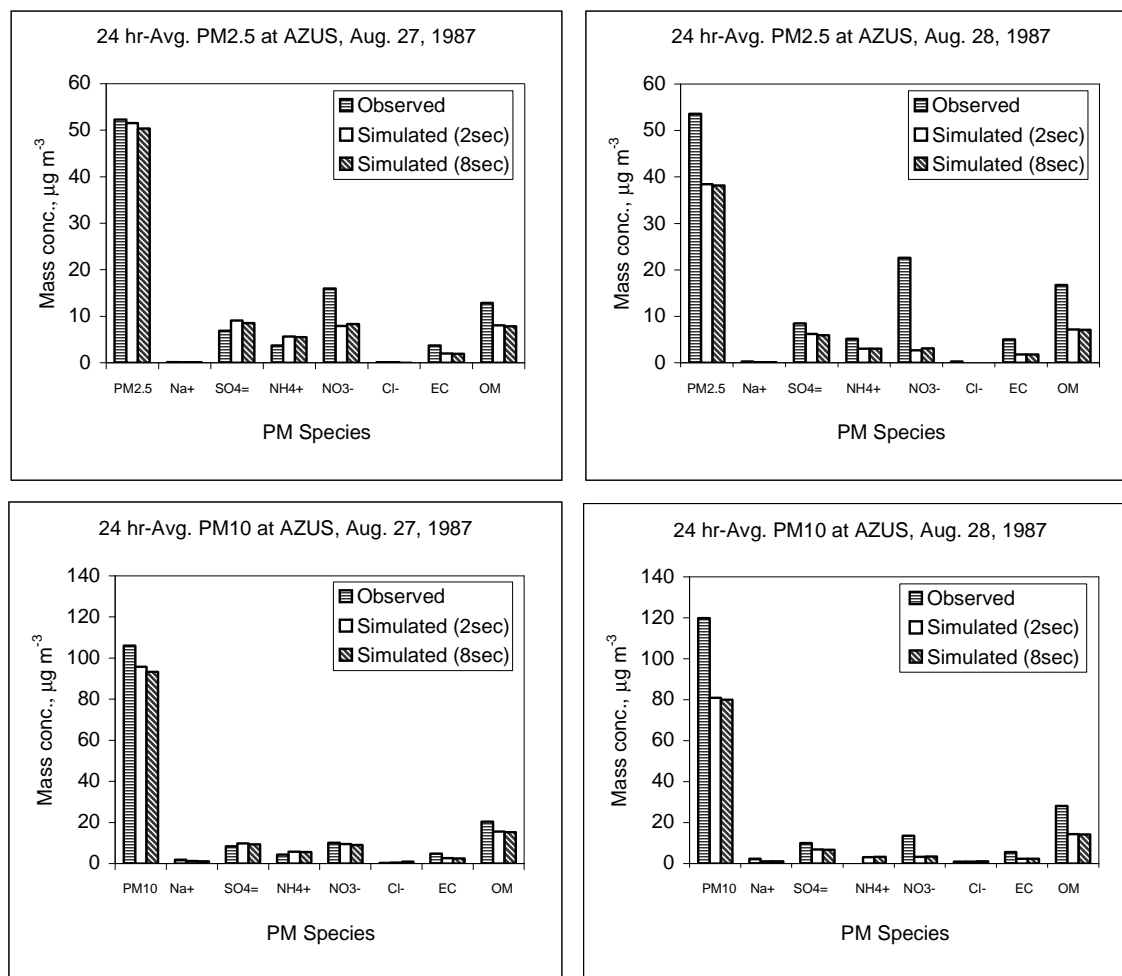 24 hr-Avg. PM2.5 at AZUS, Aug. 27, 1987
60
50
40
30
20
10
0
Mass conc., µg m-3
Observed
Simulated (2sec)
Simulated (8sec)
PM2.5 Na+ SO4= NH4+ NO3- Cl- EC OM
PM Species
24 hr-Avg. PM2.5 at AZUS, Aug. 28, 1987
60
50
40
30
20
10
0
Mass conc., µg m-3
Observed
Simulated (2sec)
Simulated (8sec)
PM2.5 Na+ SO4= NH4+ NO3- Cl- EC OM
PM Species
24 hr-Avg. PM10 at AZUS, Aug. 27, 1987
140
120
100
80
60
40
20
0
Mass conc., µg m-3
Observed
Simulated (2sec)
Simulated (8sec)
PM10 Na+ SO4= NH4+ NO3- Cl- EC OM
PM Species
24 hr-Avg. PM10 at AZUS, Aug. 28, 1987
140
120
100
80
60
40
20
0
Mass conc., µg m-3
Observed
Simulated (2sec)
Simulated (8sec)
PM10 Na+ SO4= NH4+ NO3- Cl- EC OM
PM Species